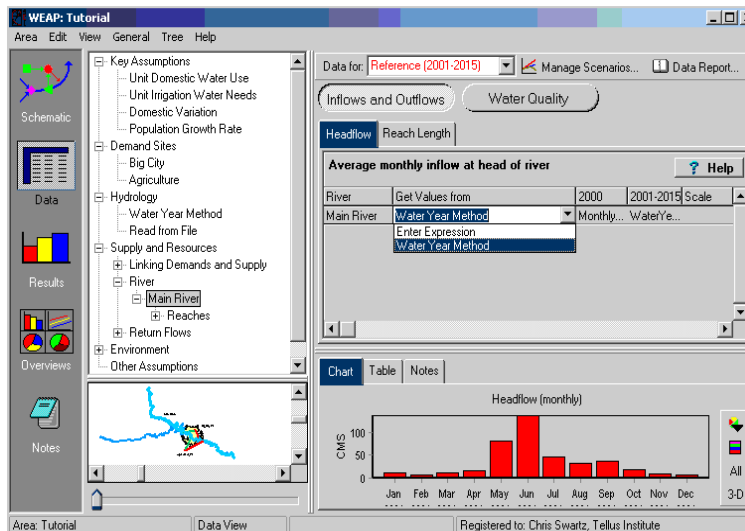 WEAP: Tutorial
Area Edit View General Tree Help
Schematic
Data
Results
Overviews
Notes
Key Assumptions
Unit Domestic Water Use
Unit Irrigation Water Needs
Domestic Variation
Population Growth Rate
Demand Sites
Big City
Agriculture
Hydrology
Water Year Method
Read from File
Supply and Resources
Linking Demands and Supply
River
Main River
Reaches
Return Flows
Environment
Other Assumptions
Data for: Reference (2001-2015) Manage Scenarios... Data Report...
Inflows and Outflows Water Quality
Headflow Reach Length
Average monthly inflow at head of river ? Help
River Get Values from 2000 2001-2015 Scale
Main River Water Year Method Monthly... WaterYe...
Enter Expression
Water Year Method
Chart Table Notes
Headflow (monthly)
CMS
100
50
0
Jan Feb Mar Apr May Jun Jul Aug Sep Oct Nov Dec
All
3-D
Area: Tutorial Data View Registered to: Chris Swartz, Tellus Institute